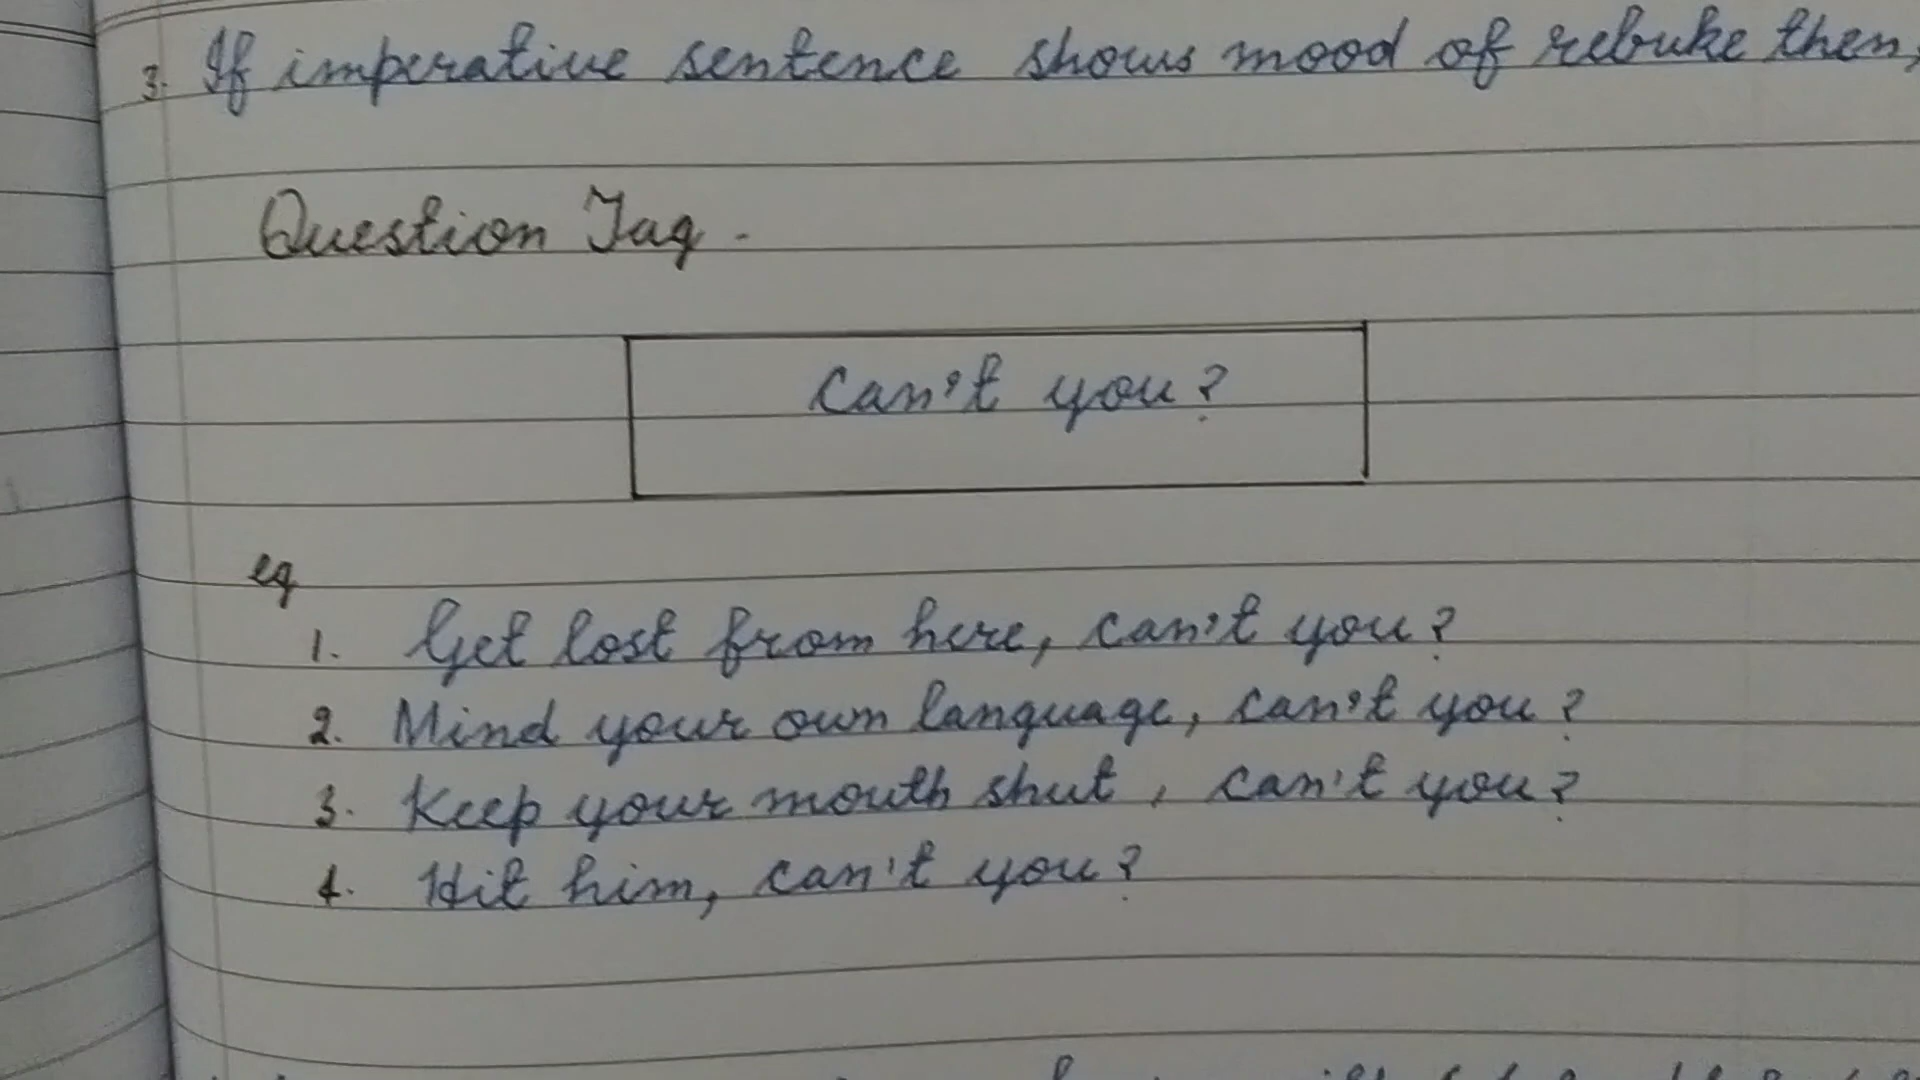 3. If imperative sentence shows mood of rebuke then,
Question Tag -
can't you?
eg
1. Get lost from here, can't you?
2. Mind your own language, can't you?
3. Keep your mouth shut, can't you?
4. Hit him, can't you?